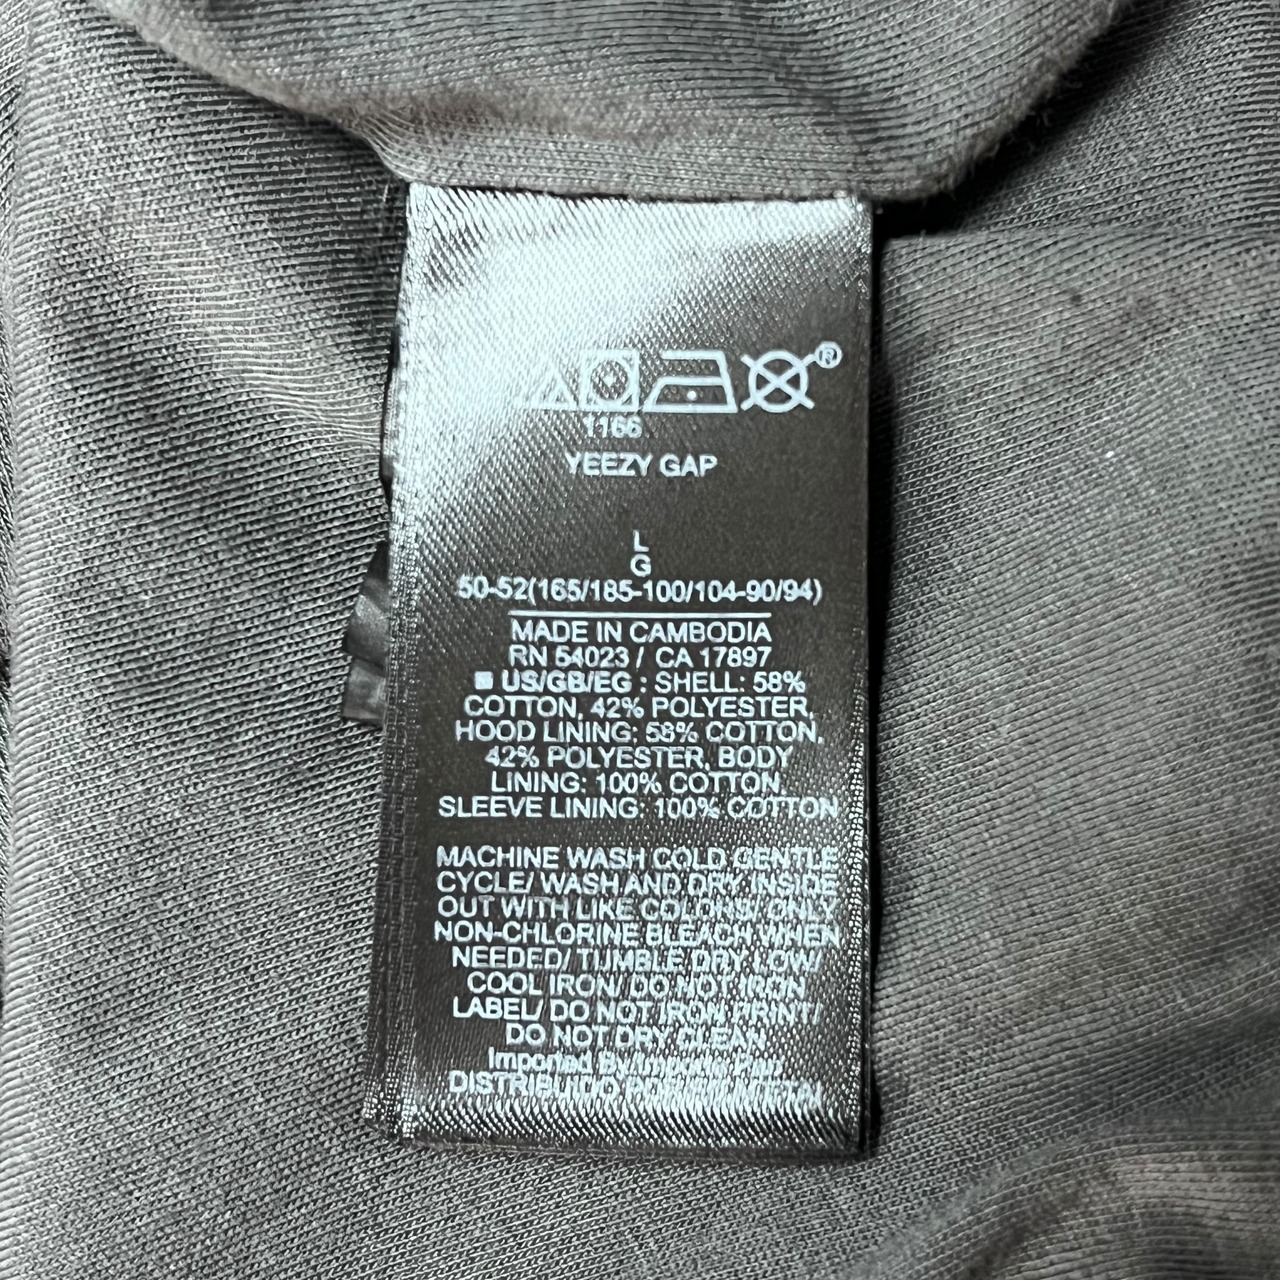 ®
1166
YEEZY GAP
L
G
50-52(165/185-100/104-90/94)
MADE IN CAMBODIA
RN 54023 / CA 17897
■ US/GB/EG : SHELL: 58%
COTTON, 42% POLYESTER,
HOOD LINING: 58% COTTON,
42% POLYESTER, BODY
LINING: 100% COTTON,
SLEEVE LINING: 100% COTTON
MACHINE WASH COLD GENTLE
CYCLE/ WASH AND DRY INSIDE
OUT WITH LIKE COLORS/ ONLY
NON-CHLORINE BLEACH WHEN
NEEDED/ TUMBLE DRY LOW/
COOL IRON/ DO NOT IRON
LABEL/ DO NOT IRON PRINT/
DO NOT DRY CLEAN
Imported By/Importé Par/
DISTRIBUIDO